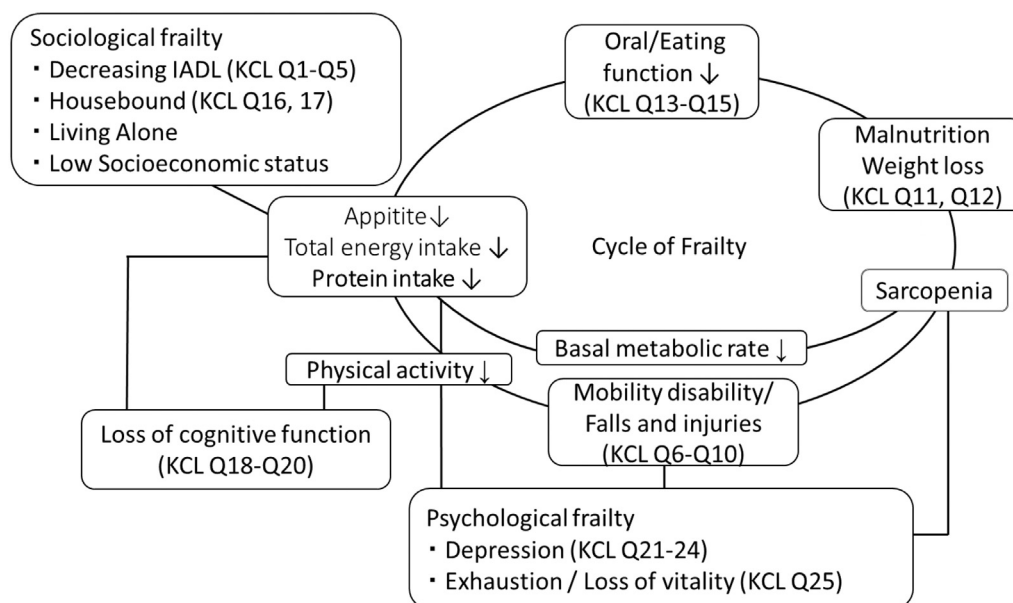 Sociological frailty
・Decreasing IADL (KCL Q1-Q5)
・Housebound (KCL Q16, 17)
・Living Alone
・Low Socioeconomic status
Oral/Eating
function ↓
(KCL Q13-Q15)
Malnutrition
Weight loss
(KCL Q11, Q12)
Appitite↓
Total energy intake ↓
Protein intake ↓
Cycle of Frailty
Sarcopenia
Basal metabolic rate ↓
Physical activity ↓
Mobility disability/
Falls and injuries
(KCL Q6-Q10)
Loss of cognitive function
(KCL Q18-Q20)
Psychological frailty
・Depression (KCL Q21-24)
・Exhaustion / Loss of vitality (KCL Q25)